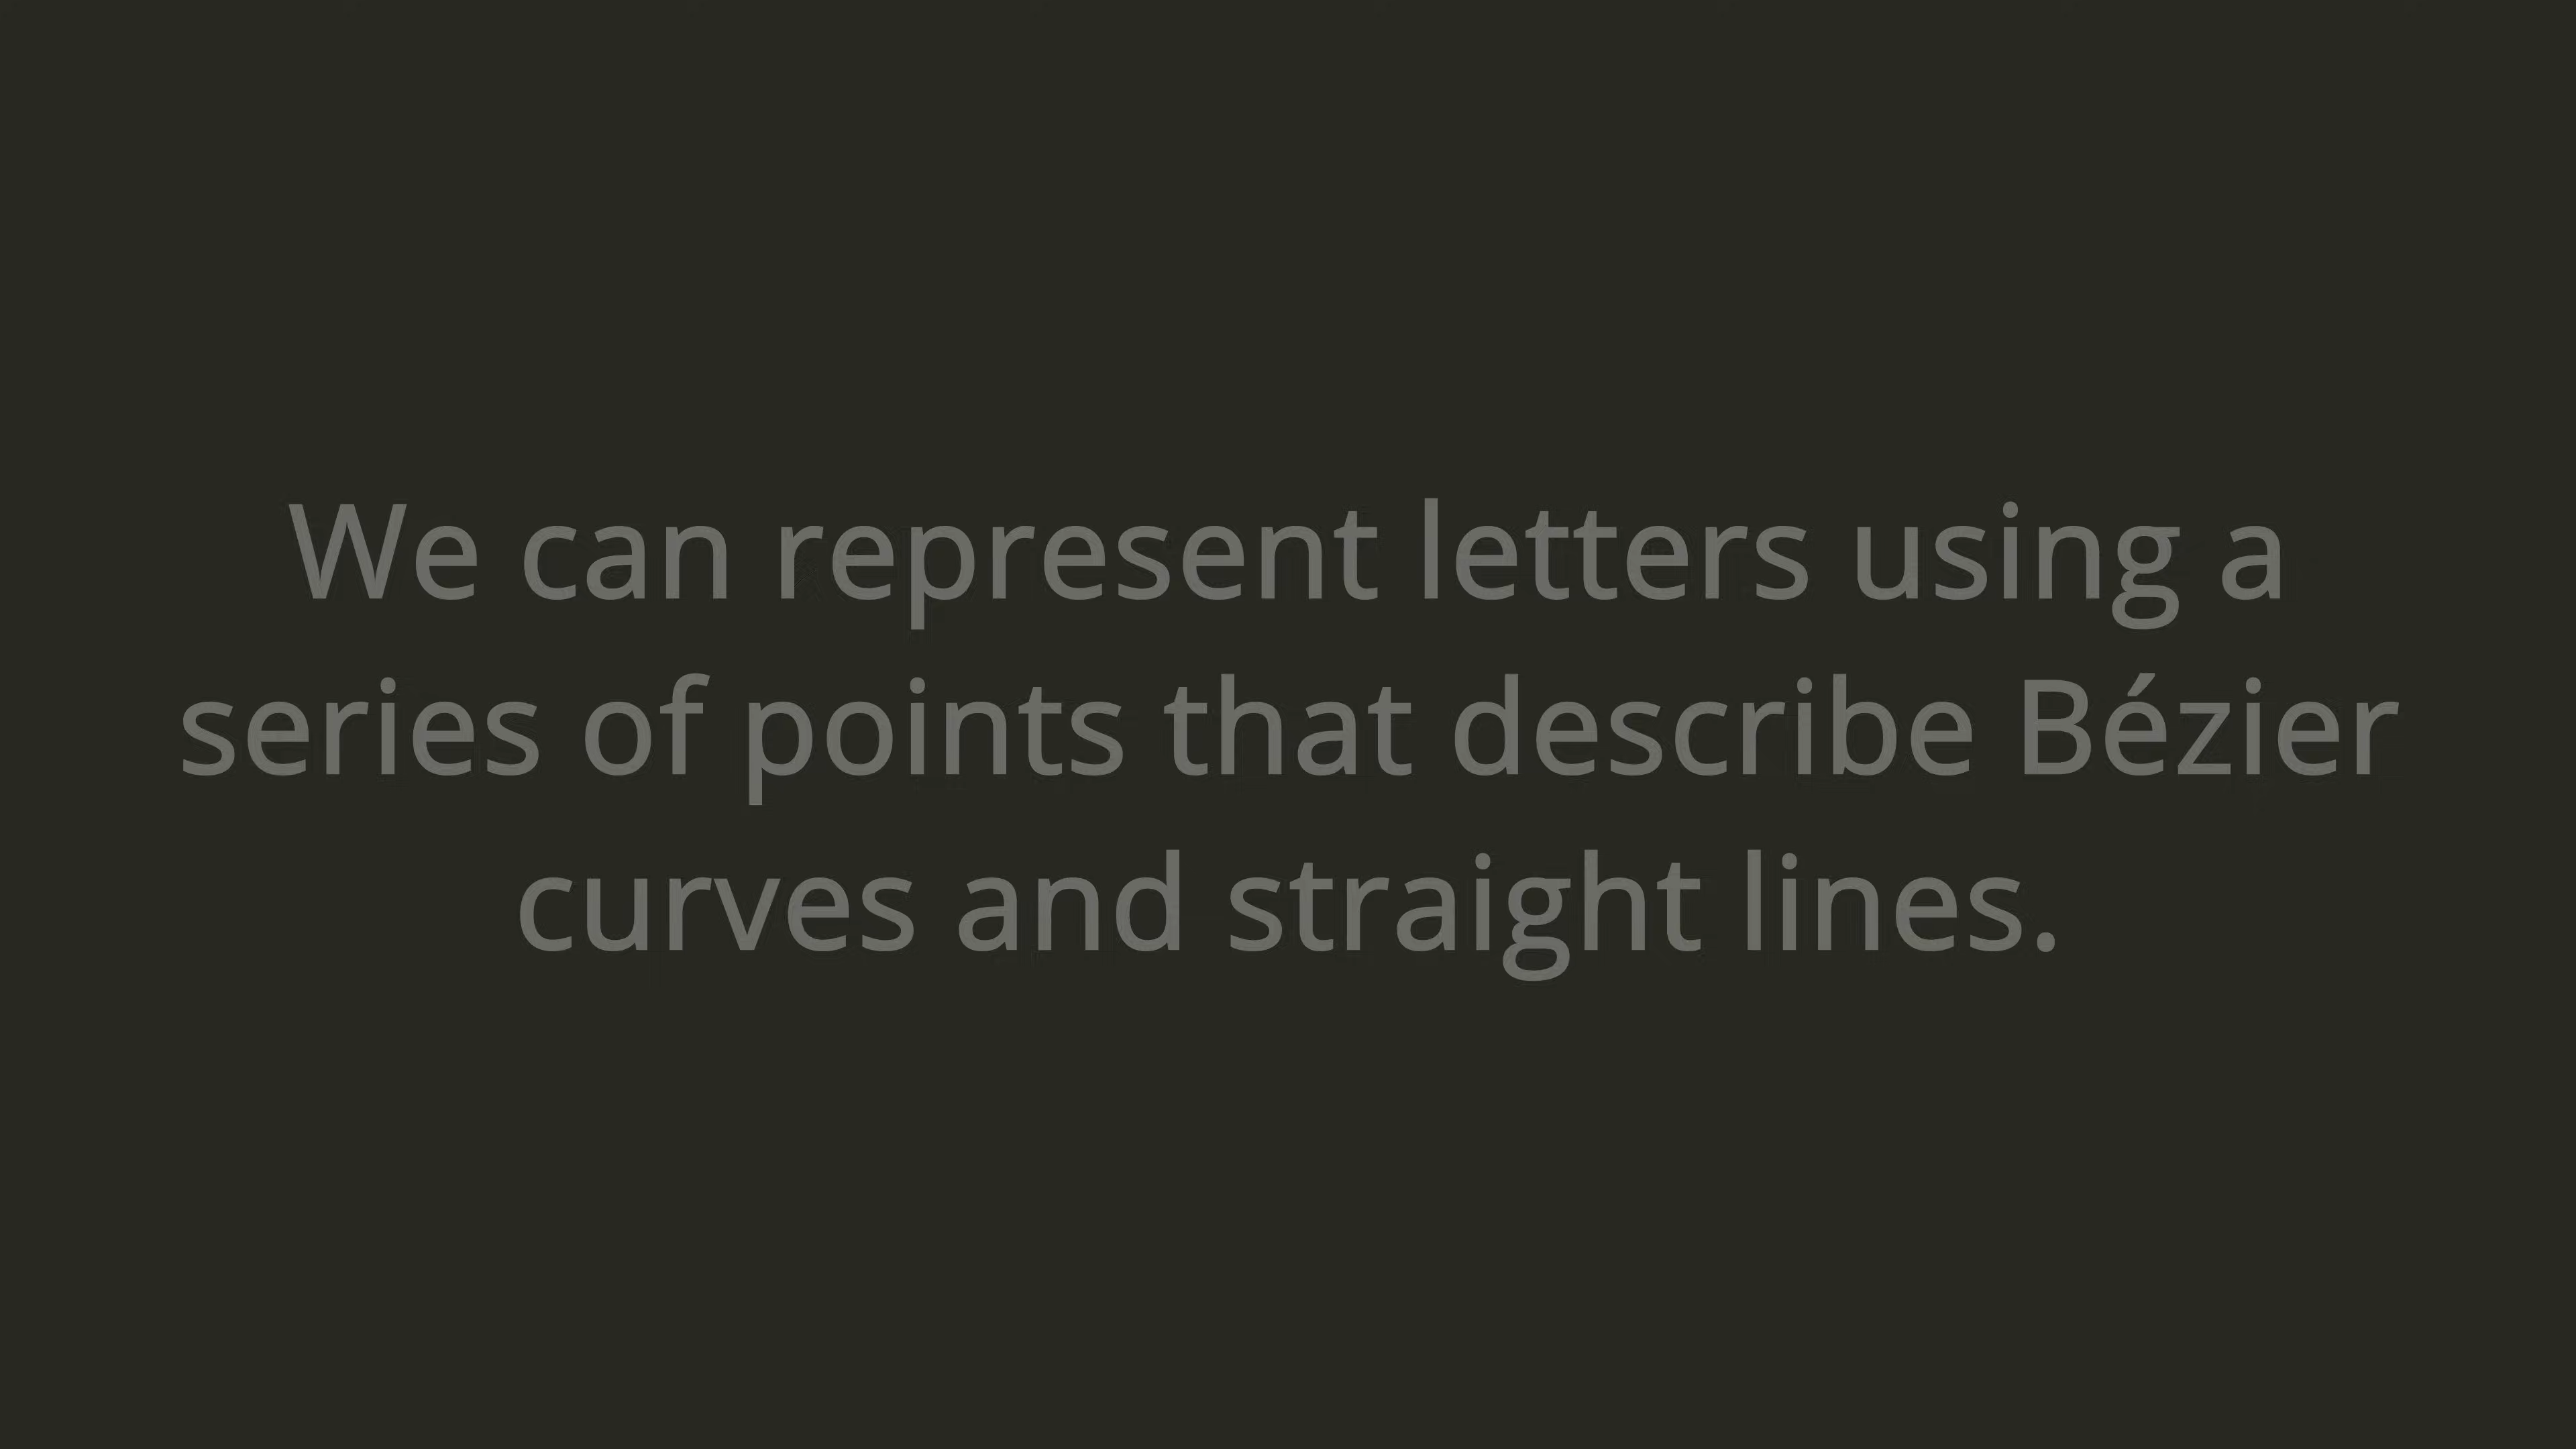 We can represent letters using a
series of points that describe Bézier
curves and straight lines.